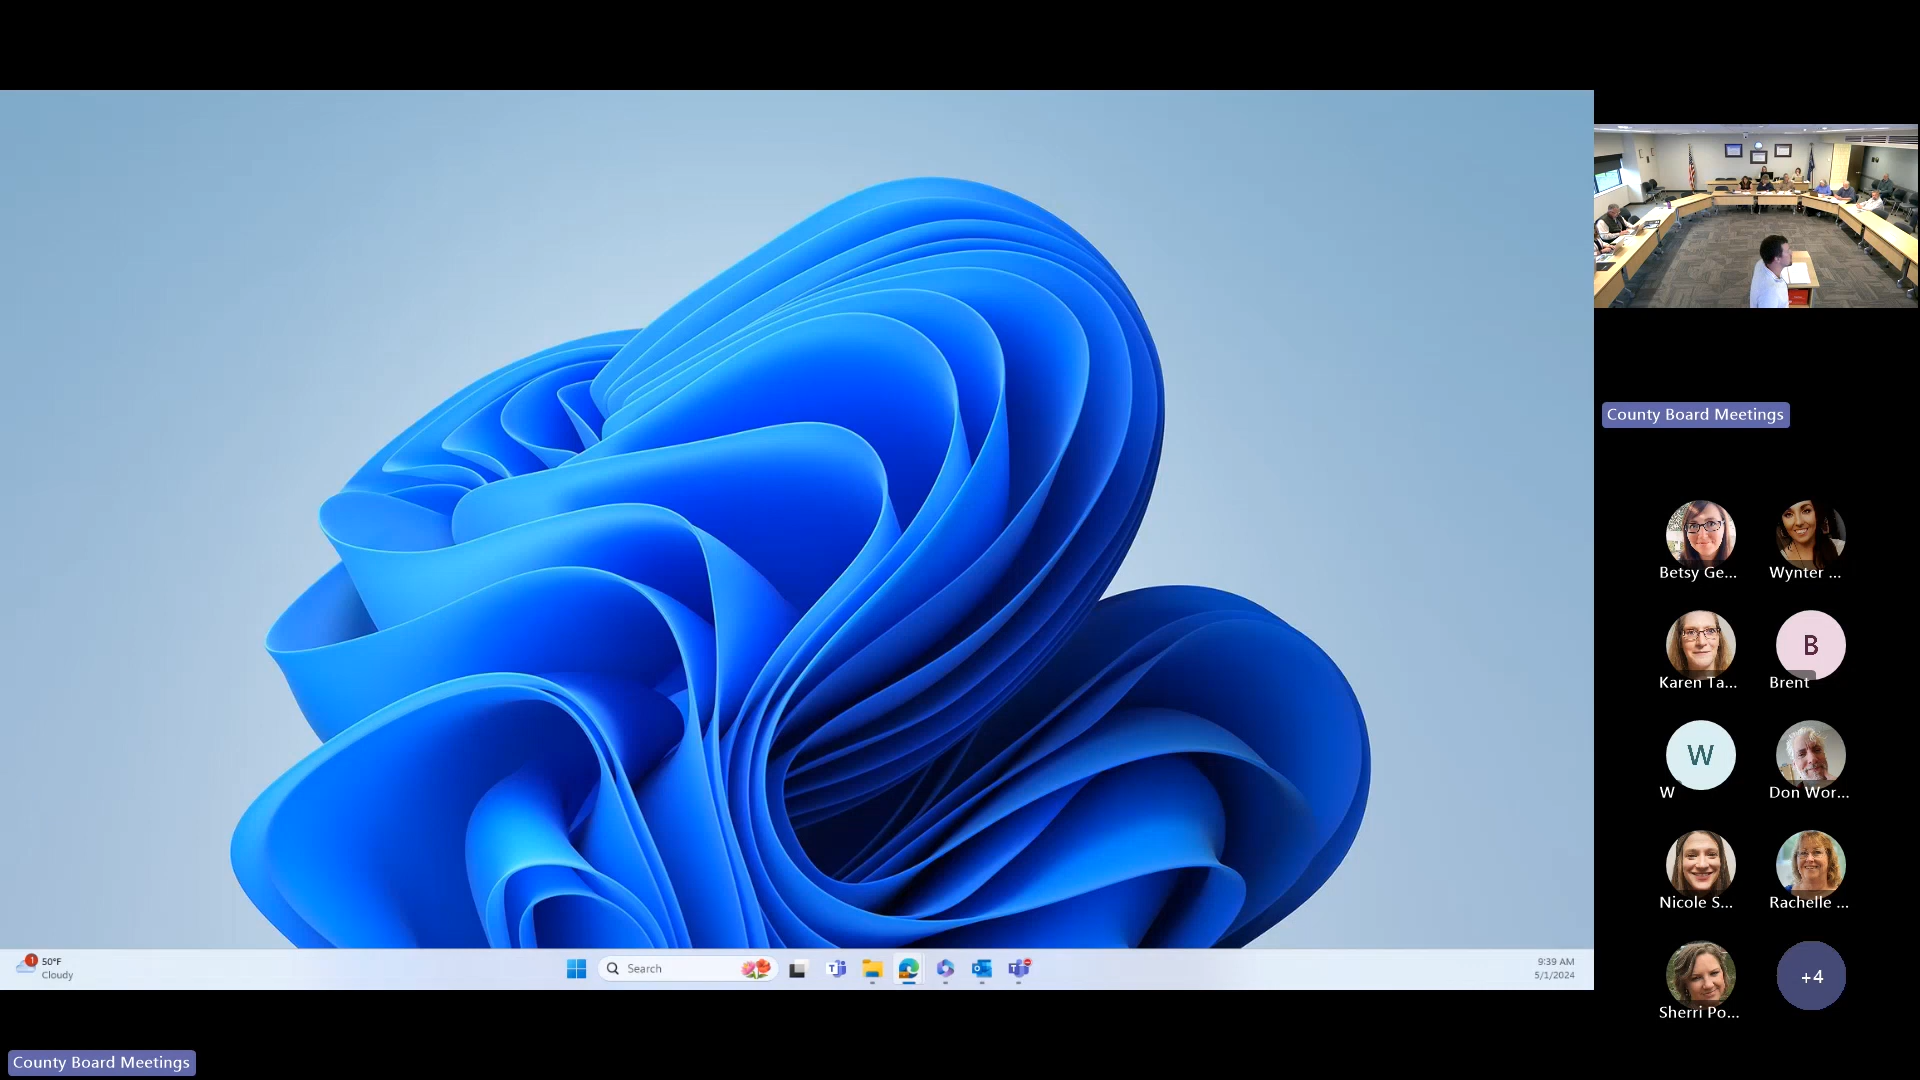 County Board Meetings
Betsy Ge...
Wynter ...
Karen Ta...
B
Brent
W
W
Don Wor...
Nicole S...
Rachelle ...
Sherri Po...
+4
1
50°F
Cloudy
Search
9:39 AM
5/1/2024
County Board Meetings